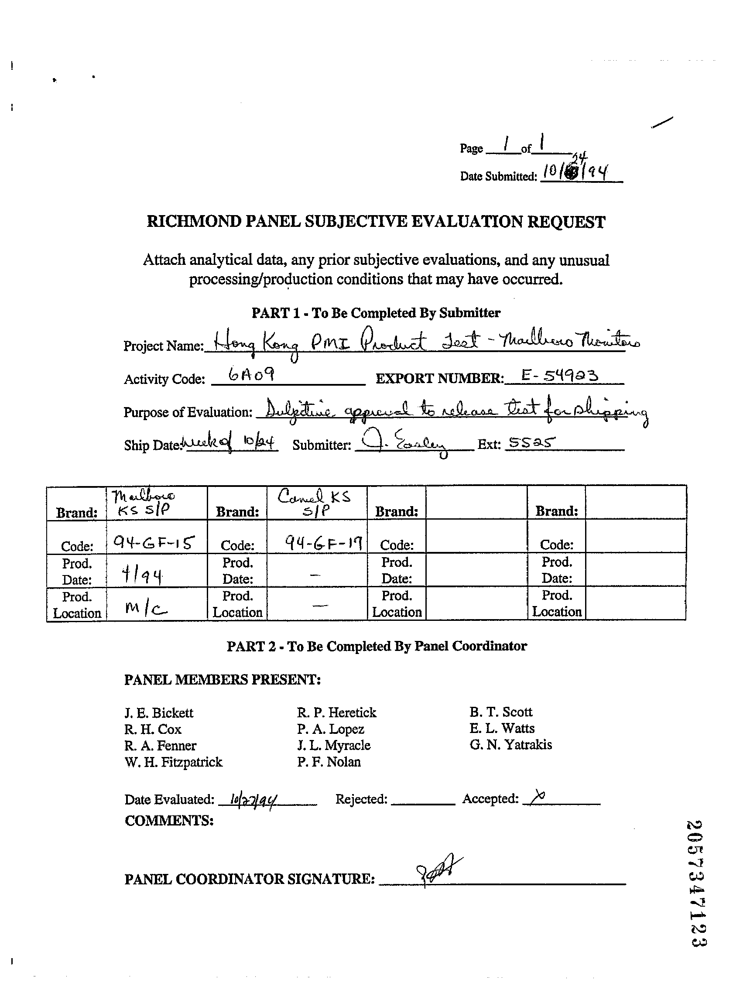 Page 1 of 1
24
Date Submitted: 10/ /94
RICHMOND PANEL SUBJECTIVE EVALUATION REQUEST
Attach analytical data, any prior subjective evaluations, and any unusual
processing/production conditions that may have occurred.
PART 1 - To Be Completed By Submitter
Project Name: Hong Kong PMI Product Test - Marlboro Monitors
Activity Code: 6A09 EXPORT NUMBER: E-54923
Purpose of Evaluation: Subjective approval to release test for shipping
Ship Date: week of 10/24 Submitter: J. Easley Ext: 5525
Brand: Marlboro KS S/P Brand: Camel KS S/P Brand: Brand:
Code: 94-GF-15 Code: 94-GF-19 Code: Code:
Prod. Date: 4/94 Prod. Date: – Prod. Date: Prod. Date:
Prod. Location M/C Prod. Location – Prod. Location Prod. Location
PART 2 - To Be Completed By Panel Coordinator
PANEL MEMBERS PRESENT:
J. E. Bickett R. P. Heretick B. T. Scott
R. H. Cox P. A. Lopez E. L. Watts
R. A. Fenner J. L. Myracle G. N. Yatrakis
W. H. Fitzpatrick P. F. Nolan
Date Evaluated: 10/27/94 Rejected: Accepted: X
COMMENTS:
PANEL COORDINATOR SIGNATURE:
2057347123